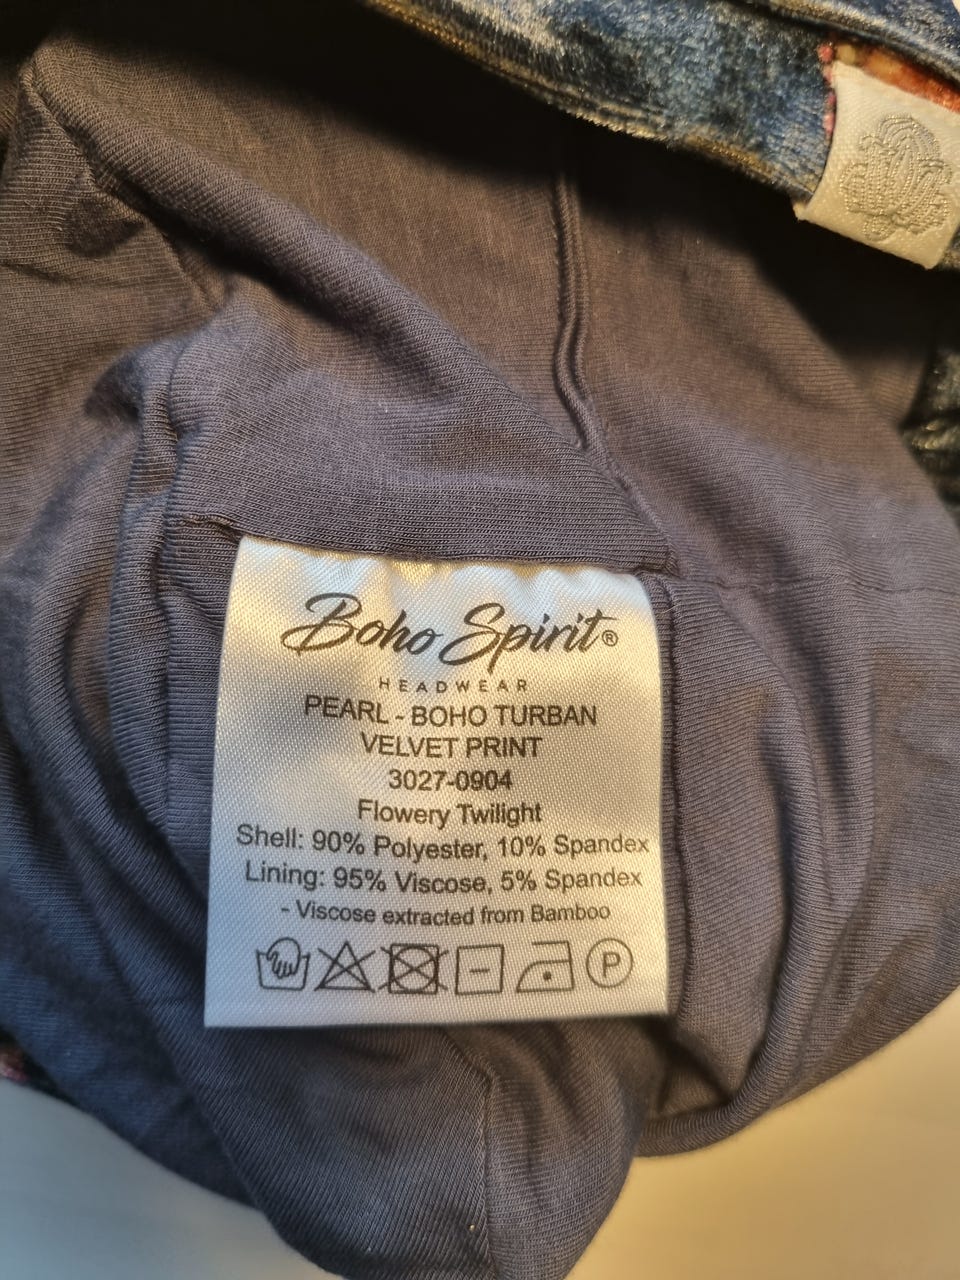 Boho Spirit®
HEADWEAR
PEARL - BOHO TURBAN
VELVET PRINT
3027-0904
Flowery Twilight
Shell: 90% Polyester, 10% Spandex
Lining: 95% Viscose, 5% Spandex
- Viscose extracted from Bamboo
P